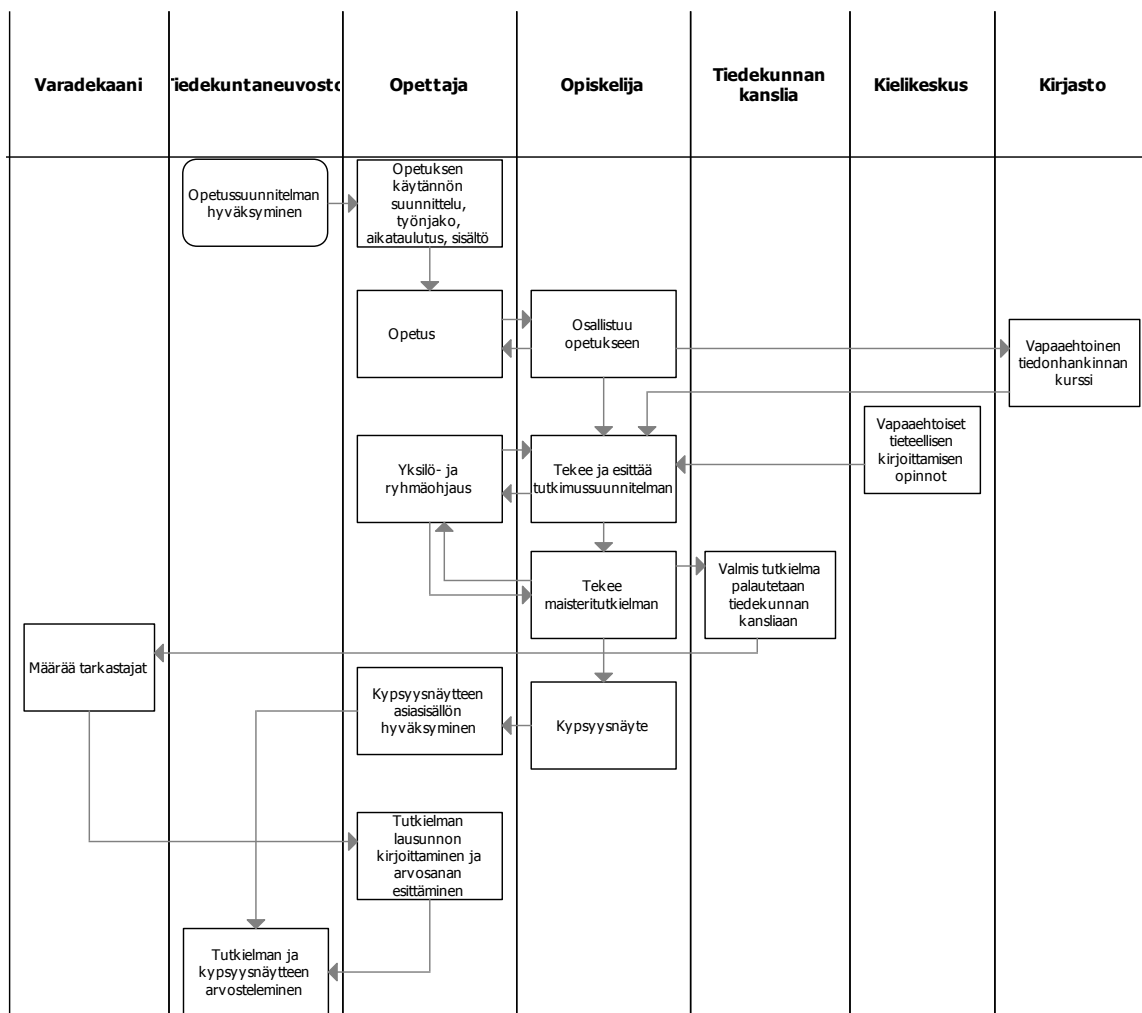 Varadekaani
Tiedekuntaneuvosto
Opettaja
Opiskelija
Tiedekunnan
kanslia
Kielikeskus
Kirjasto
Opetussuunnitelman
hyväksyminen
Opetuksen
käytännön
suunnittelu,
työnjako,
aikataulutus, sisältö
Opetus
Osallistuu
opetukseen
Vapaaehtoinen
tiedonhankinnan
kurssi
Vapaaehtoiset
tieteellisen
kirjoittamisen
opinnot
Yksilö- ja
ryhmäohjaus
Tekee ja esittää
tutkimussuunnitelman
Tekee
maisteritutkielman
Valmis tutkielma
palautetaan
tiedekunnan
kansliaan
Määrää tarkastajat
Kypsyysnäytteen
asiasisällön
hyväksyminen
Kypsyysnäyte
Tutkielman
lausunnon
kirjoittaminen ja
arvosanan
esittäminen
Tutkielman ja
kypsyysnäytteen
arvosteleminen